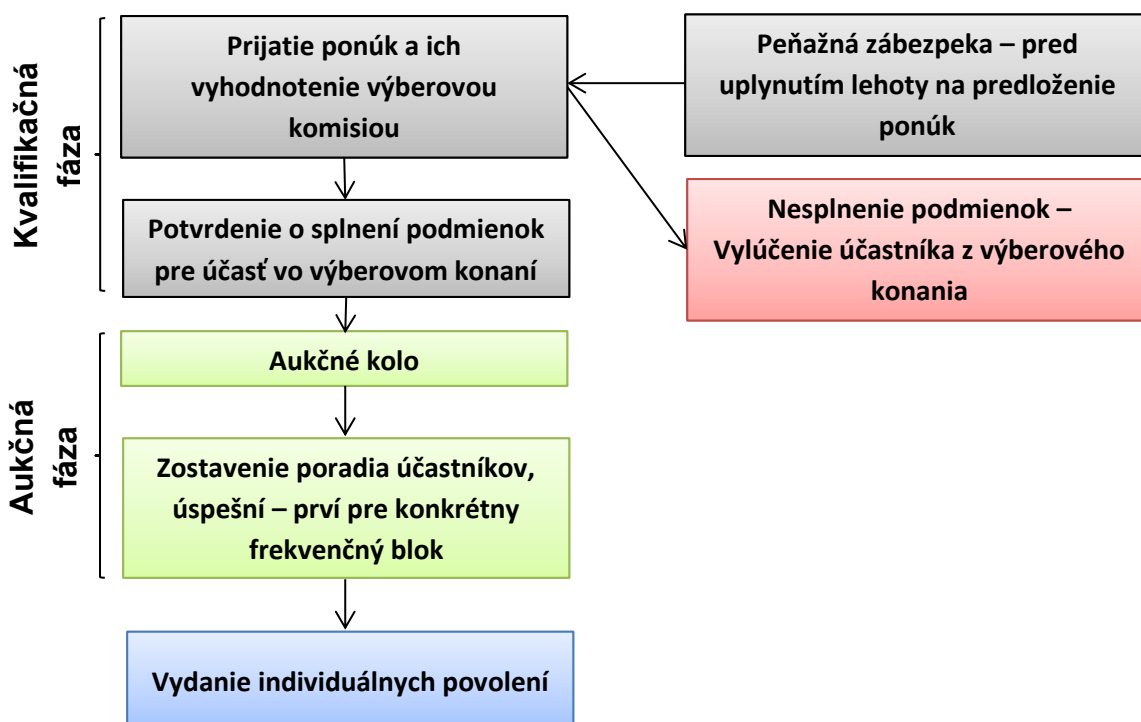 Kvalifikačná
fáza
Prijatie ponúk a ich
vyhodnotenie výberovou
komisiou
Peňažná zábezpeka – pred
uplynutím lehoty na predloženie
ponúk
Potvrdenie o splnení podmienok
pre účasť vo výberovom konaní
Nesplnenie podmienok –
Vylúčenie účastníka z výberového
konania
Aukčná
fáza
Aukčné kolo
Zostavenie poradia účastníkov,
úspešní – prví pre konkrétny
frekvenčný blok
Vydanie individuálnych povolení